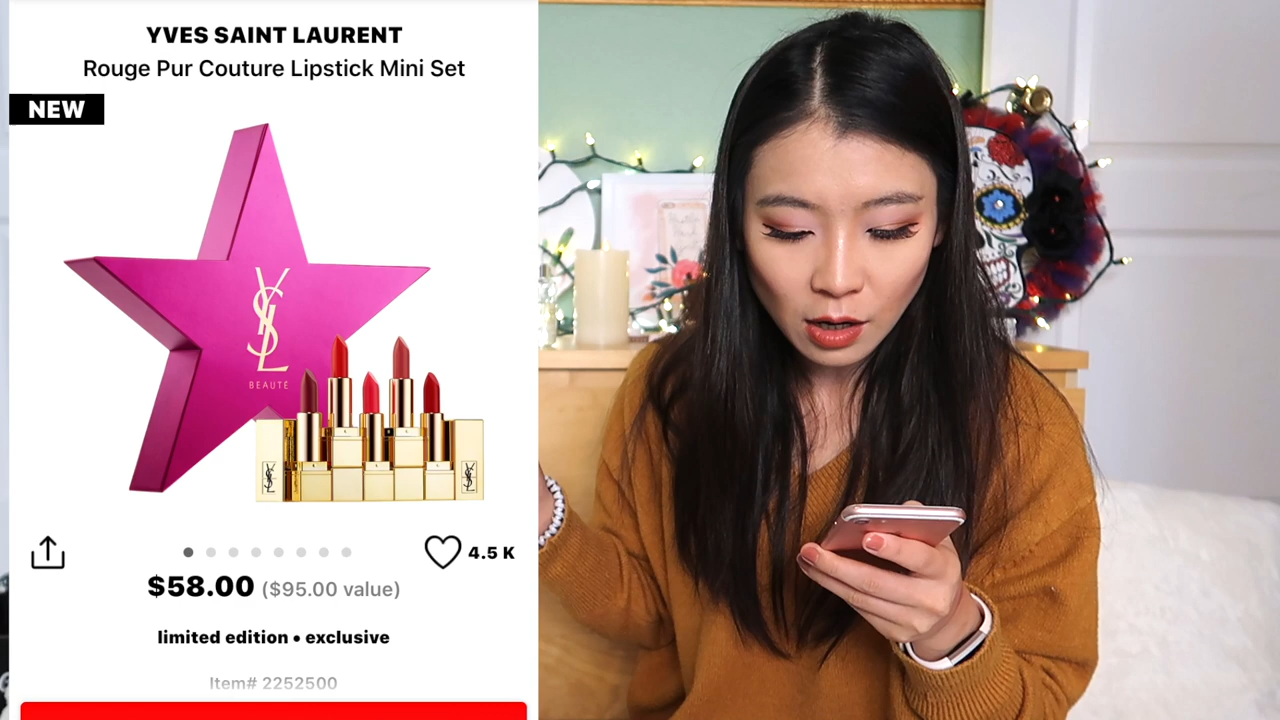 YVES SAINT LAURENT
Rouge Pur Couture Lipstick Mini Set
NEW
YSL
BEAUTÉ
4.5 K
$58.00 ($95.00 value)
limited edition • exclusive
Item# 2252500